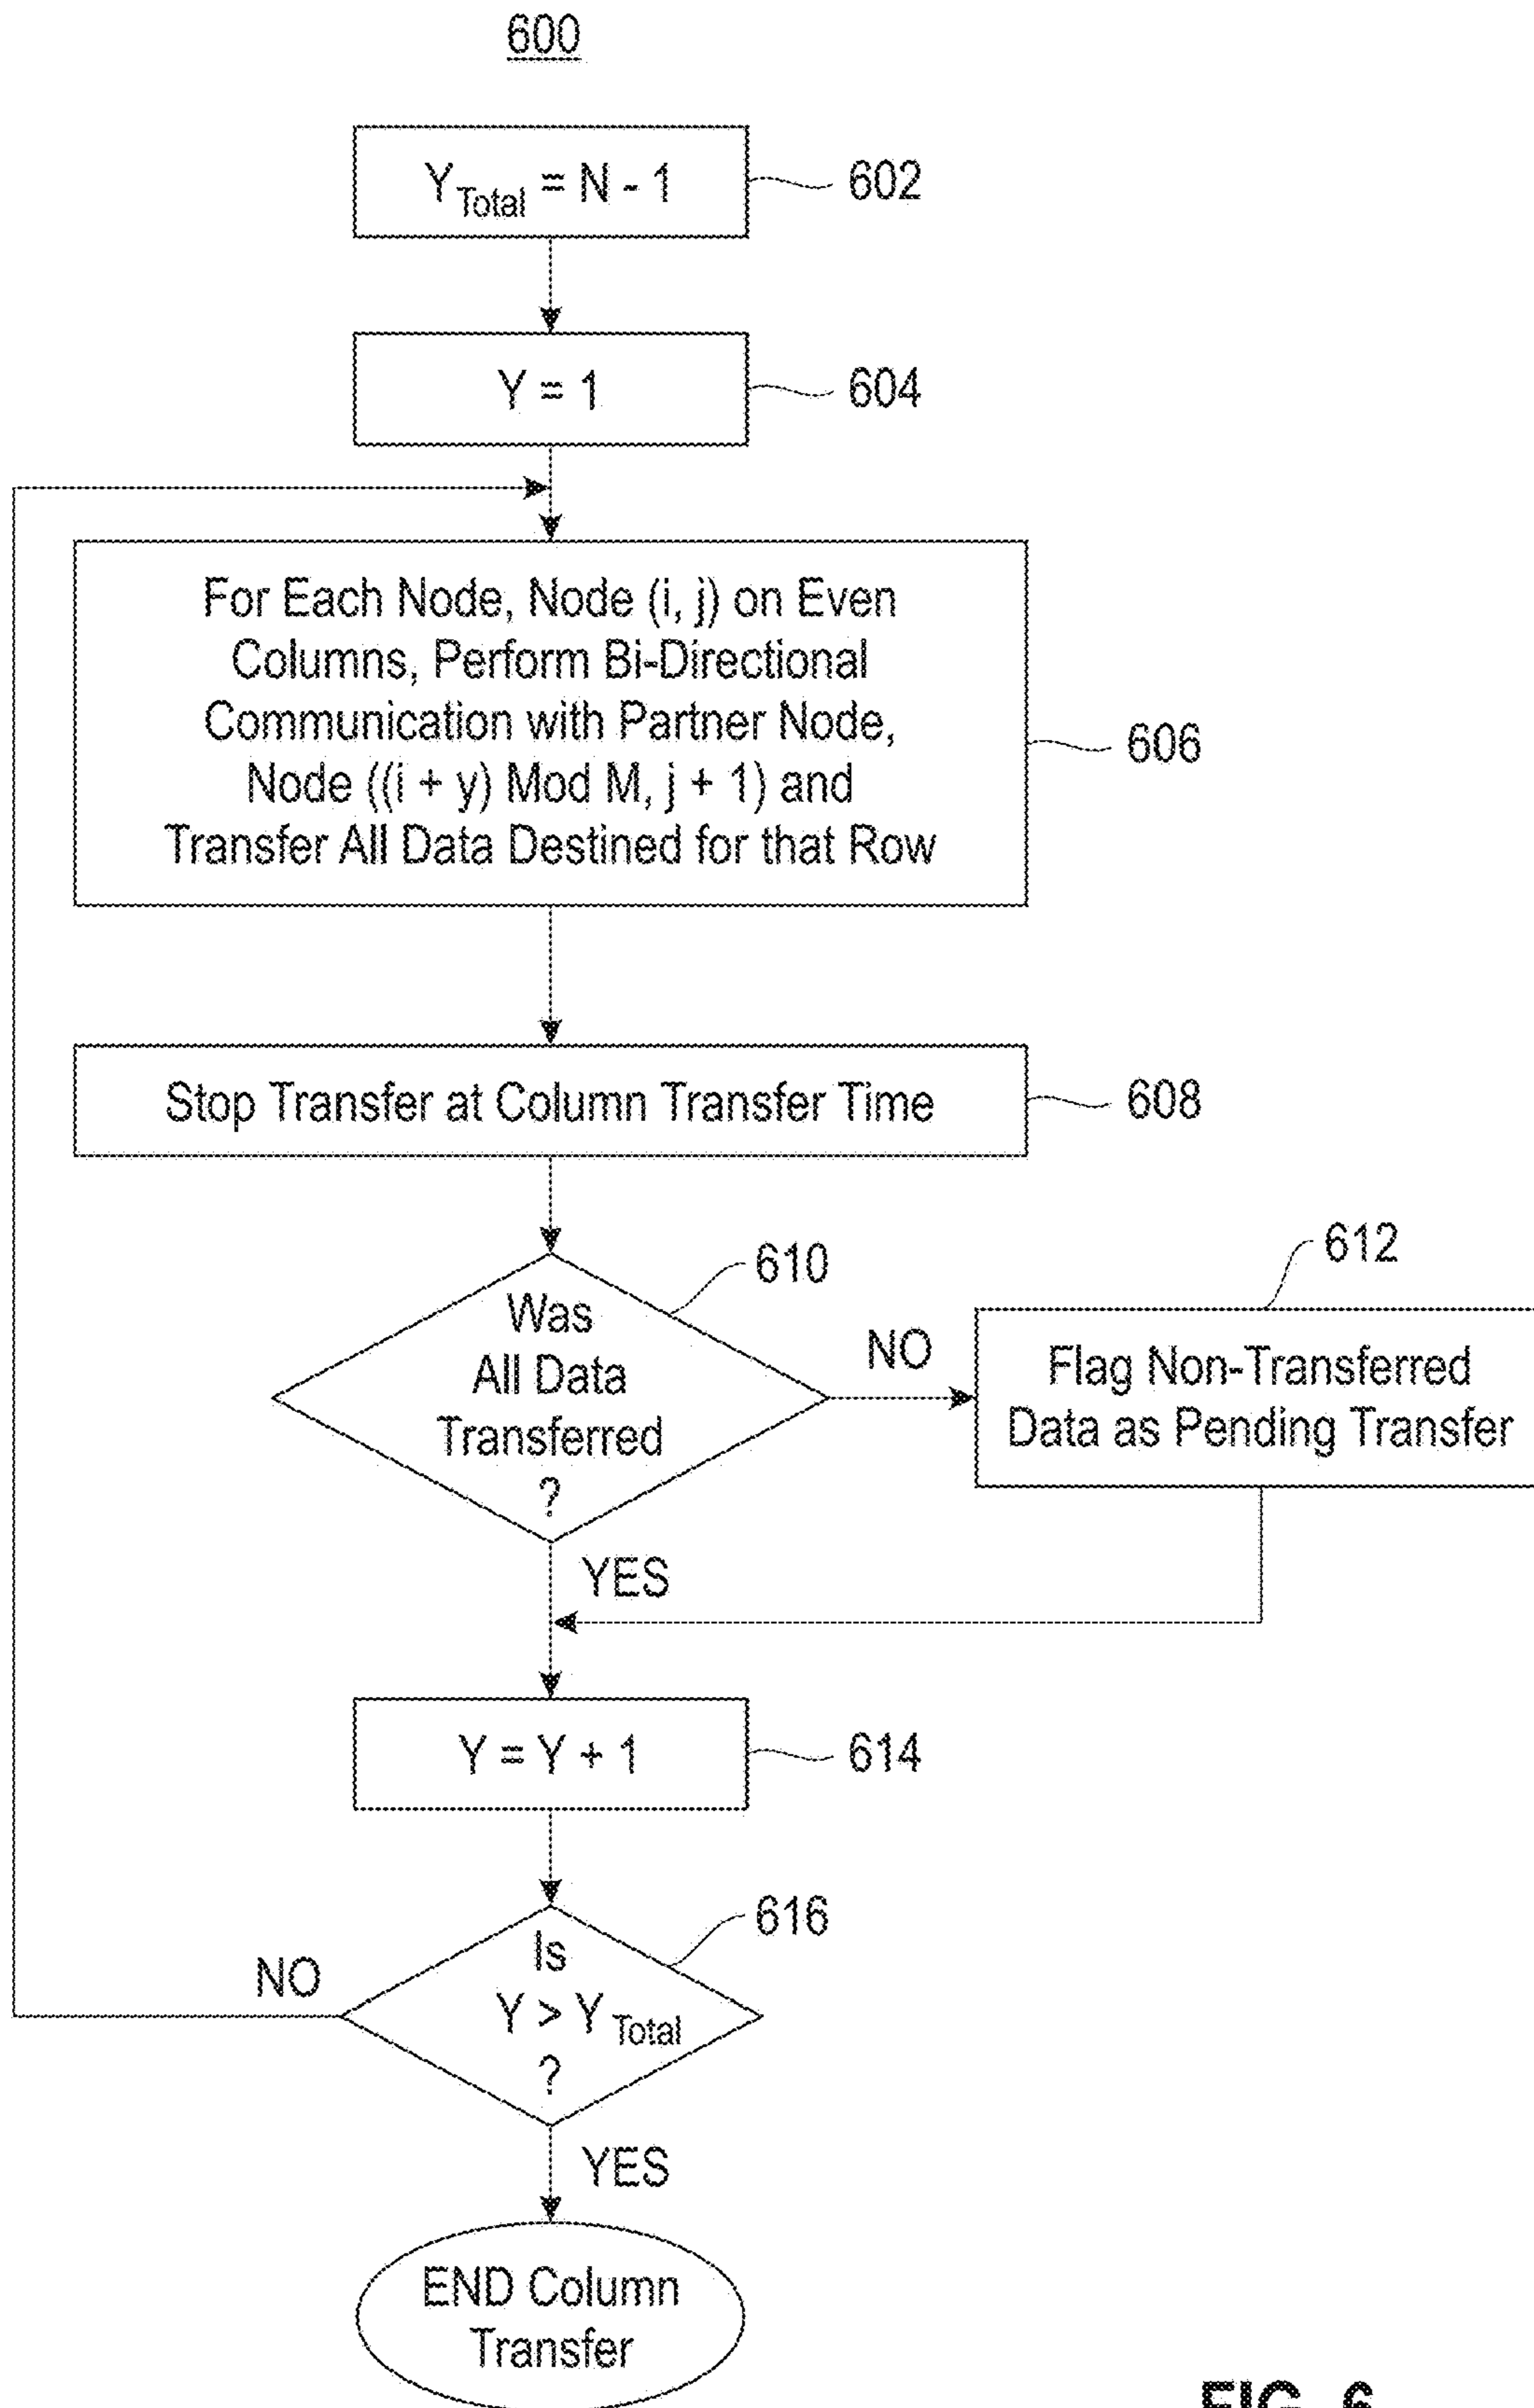 600
Y Total = N - 1
602
Y = 1
604
For Each Node, Node (i, j) on Even
Columns, Perform Bi-Directional
Communication with Partner Node,
Node ((i + y) Mod M, j + 1) and
Transfer All Data Destined for that Row
606
Stop Transfer at Column Transfer Time
608
Was
All Data
Transferred
?
610
NO
612
Flag Non-Transferred
Data as Pending Transfer
YES
Y = Y + 1
614
Is
Y > Y Total
?
616
NO
YES
END Column
Transfer
FIG. 6